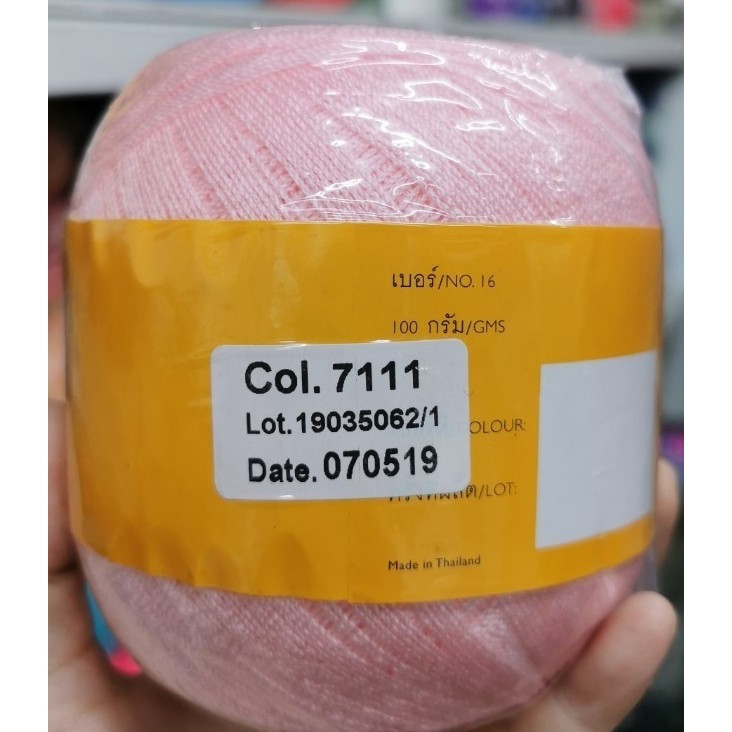 เบอร์/NO. 16
100 กรัม/GMS
Col. 7111
Lot.19035062/1
Date. 070519
COLOUR:
/LOT:
Made in Thailand